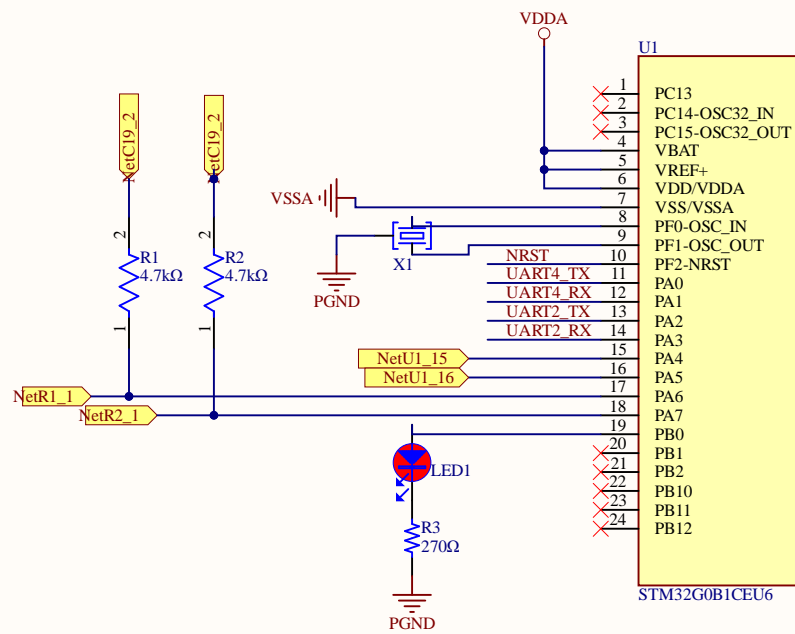 VDDA
U1
NetC19_2
NetC19_2
1 PC13
2 PC14-OSC32_IN
3 PC15-OSC32_OUT
4 VBAT
5 VREF+
6 VDD/VDDA
VSSA
7 VSS/VSSA
8 PF0-OSC_IN
9 PF1-OSC_OUT
X1
PGND
NRST 10 PF2-NRST
UART4_TX 11 PA0
UART4_RX 12 PA1
UART2_TX 13 PA2
UART2_RX 14 PA3
2
2
R1
4.7kΩ
R2
4.7kΩ
1
1
NetU1_15 15 PA4
NetU1_16 16 PA5
NetR1_1 17 PA6
NetR2_1 18 PA7
19 PB0
20 PB1
LED1
21 PB2
22 PB10
23 PB11
24 PB12
R3
270Ω
PGND
STM32G0B1CEU6